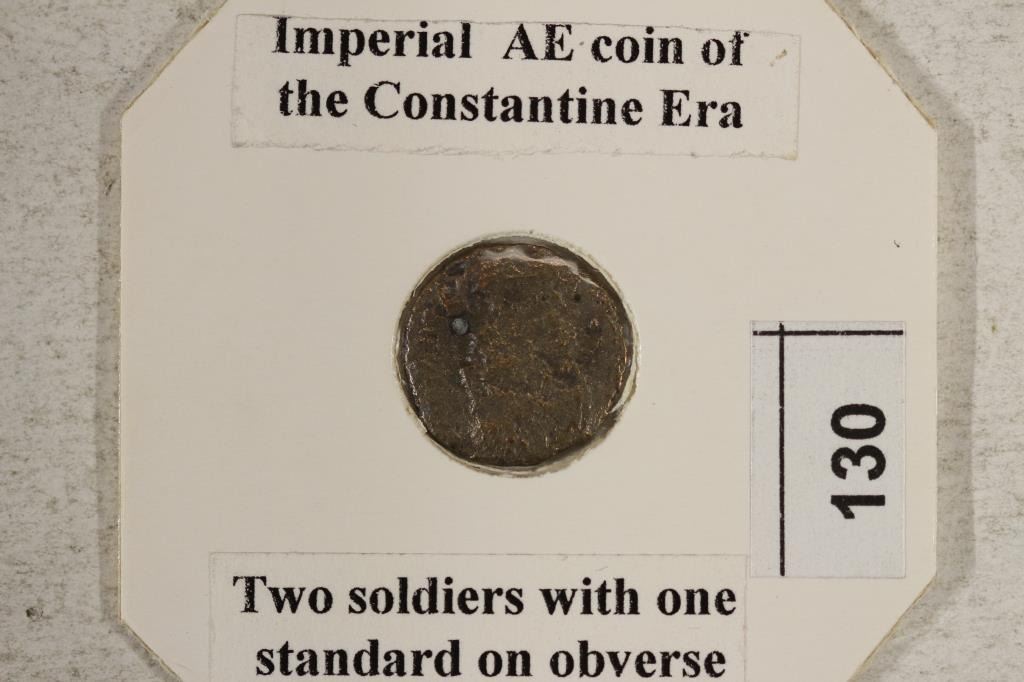 Imperial AE coin of
the Constantine Era
130
Two soldiers with one
standard on obverse